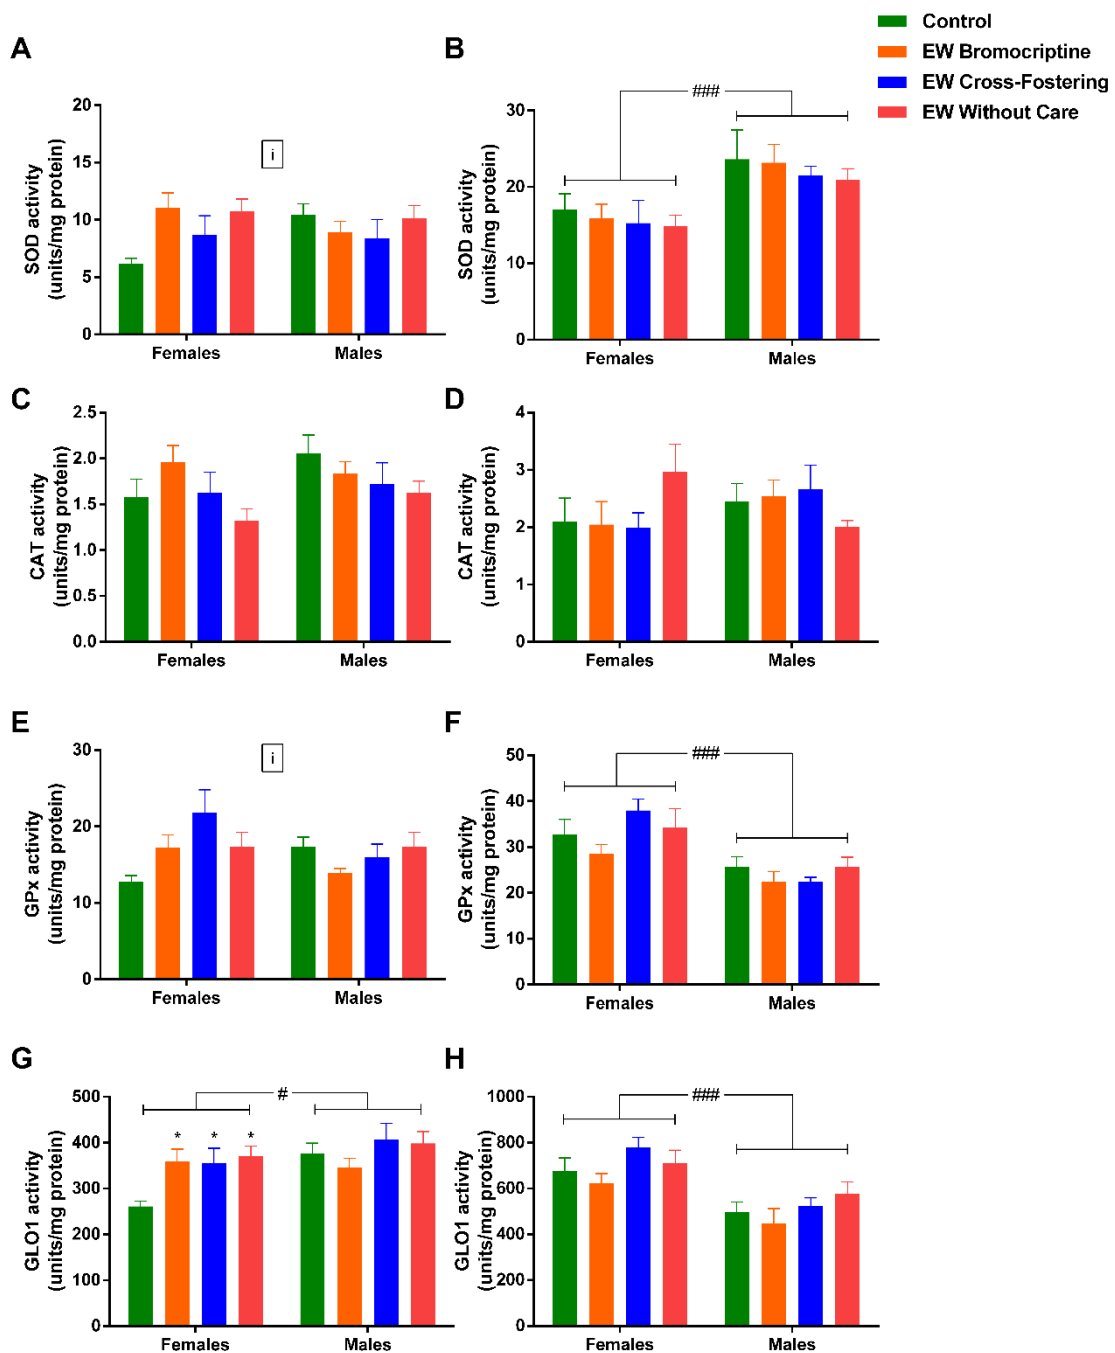 Control
EW Bromocriptine
EW Cross-Fostering
EW Without Care
A
SOD activity
(units/mg protein)
20
15
10
5
0
i
Females
Males
B
SOD activity
(units/mg protein)
30
20
10
0
###
Females
Males
C
CAT activity
(units/mg protein)
2.5
2.0
1.5
1.0
0.5
0.0
Females
Males
D
CAT activity
(units/mg protein)
4
3
2
1
0
Females
Males
E
GPx activity
(units/mg protein)
30
20
10
0
i
Females
Males
F
GPx activity
(units/mg protein)
50
40
30
20
10
0
###
Females
Males
G
GLO1 activity
(units/mg protein)
500
400
300
200
100
0
#
* * *
Females
Males
H
GLO1 activity
(units/mg protein)
1000
800
600
400
200
0
###
Females
Males